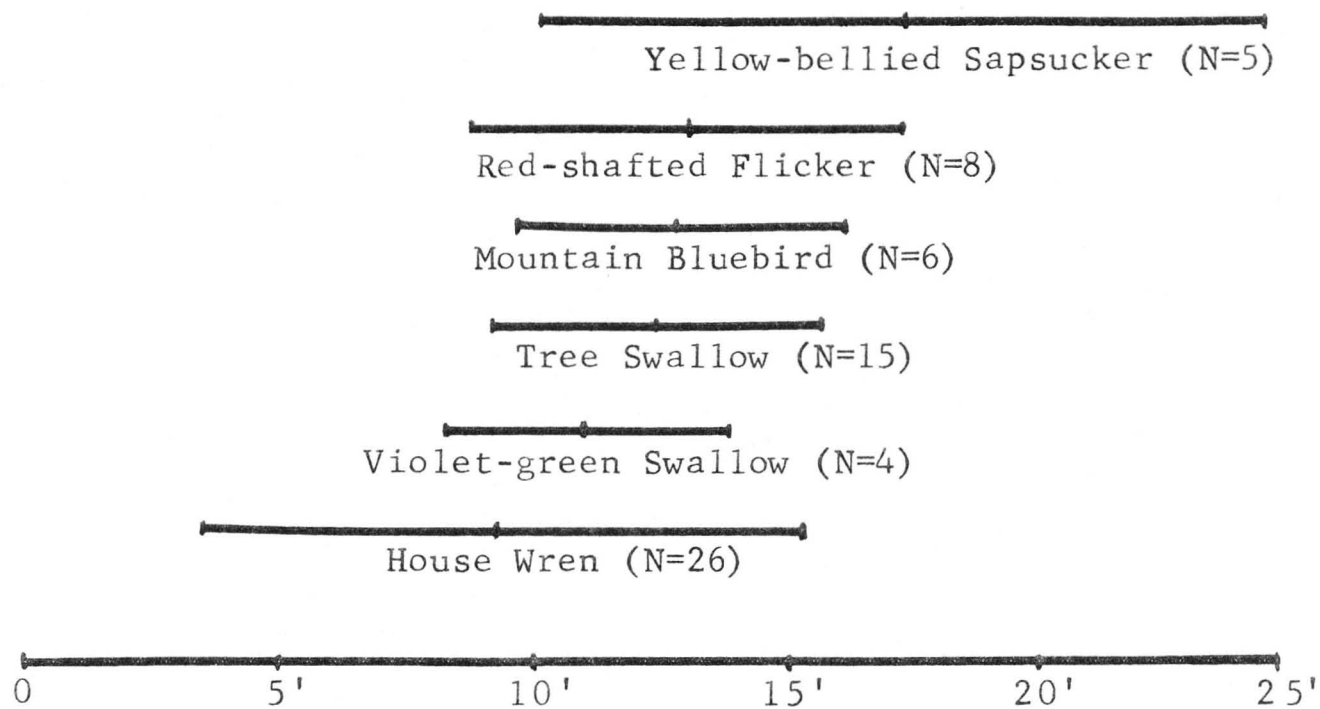 Yellow-bellied Sapsucker (N=5)
Red-shafted Flicker (N=8)
Mountain Bluebird (N=6)
Tree Swallow (N=15)
Violet-green Swallow (N=4)
House Wren (N=26)
0 5' 10' 15' 20' 25'